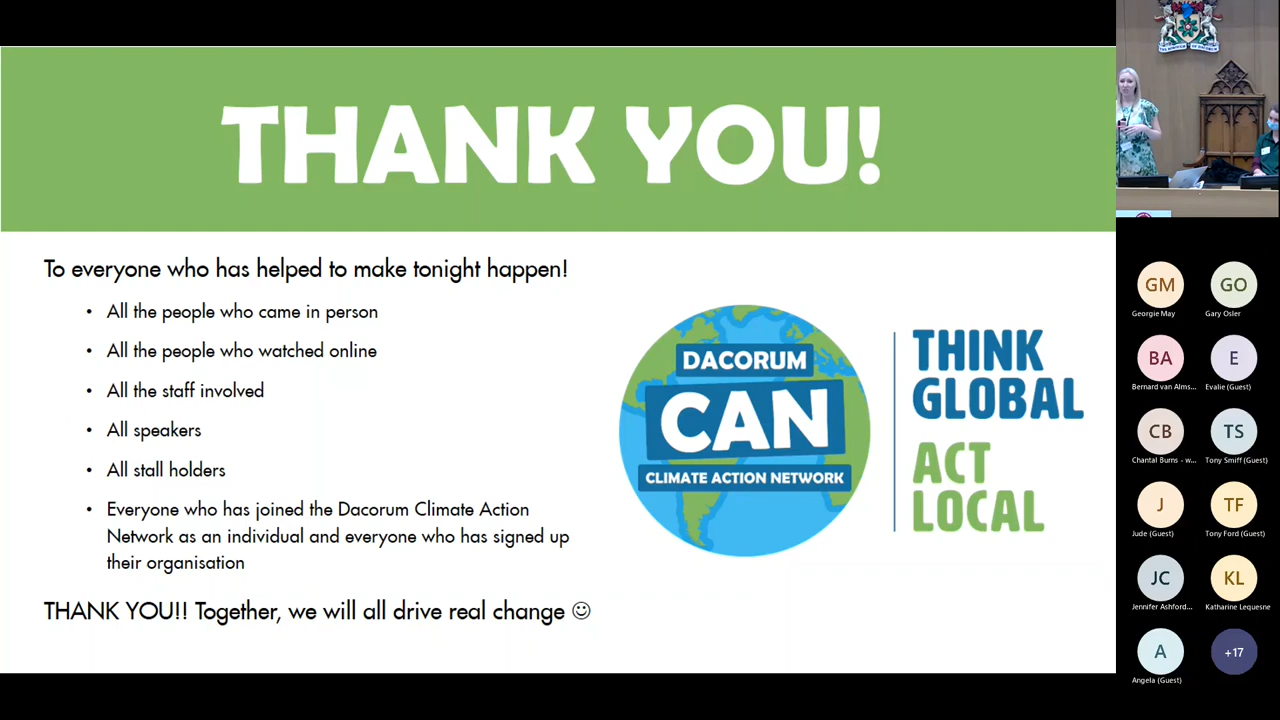 THANK YOU!
To everyone who has helped to make tonight happen!
• All the people who came in person
• All the people who watched online
• All the staff involved
• All speakers
• All stall holders
• Everyone who has joined the Dacorum Climate Action
Network as an individual and everyone who has signed up
their organisation
THANK YOU!! Together, we will all drive real change ☺
DACORUM
CAN
CLIMATE ACTION NETWORK
THINK
GLOBAL
ACT
LOCAL
GM
Georgie May
GO
Gary Osler
BA
Bernard van Alms...
E
Evalie (Guest)
CB
Chantal Burns - w...
TS
Tony Smiff (Guest)
J
Jude (Guest)
TF
Tony Ford (Guest)
JC
Jennifer Ashford...
KL
Katharine Lequesne
A
Angela (Guest)
+17